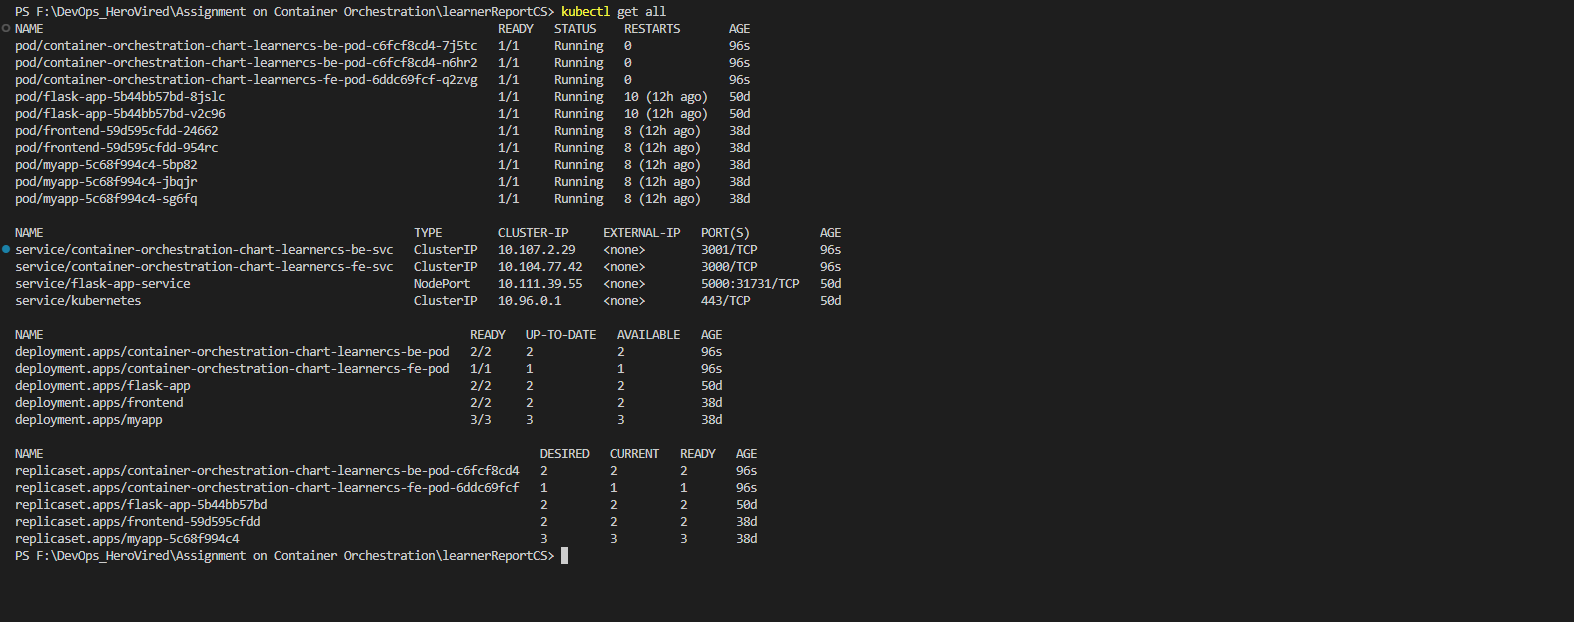 PS F:\DevOps_HeroVired\Assignment on Container Orchestration\learnerReportCS> kubectl get all
NAME READY STATUS RESTARTS AGE
pod/container-orchestration-chart-learnercs-be-pod-c6fcf8cd4-7j5tc 1/1 Running 0 96s
pod/container-orchestration-chart-learnercs-be-pod-c6fcf8cd4-n6hr2 1/1 Running 0 96s
pod/container-orchestration-chart-learnercs-fe-pod-6ddc69fcf-q2zvg 1/1 Running 0 96s
pod/flask-app-5b44bb57bd-8jslc 1/1 Running 10 (12h ago) 50d
pod/flask-app-5b44bb57bd-v2c96 1/1 Running 10 (12h ago) 50d
pod/frontend-59d595cfdd-24662 1/1 Running 8 (12h ago) 38d
pod/frontend-59d595cfdd-954rc 1/1 Running 8 (12h ago) 38d
pod/myapp-5c68f994c4-5bp82 1/1 Running 8 (12h ago) 38d
pod/myapp-5c68f994c4-jbqjr 1/1 Running 8 (12h ago) 38d
pod/myapp-5c68f994c4-sg6fq 1/1 Running 8 (12h ago) 38d
NAME TYPE CLUSTER-IP EXTERNAL-IP PORT(S) AGE
service/container-orchestration-chart-learnercs-be-svc ClusterIP 10.107.2.29 <none> 3001/TCP 96s
service/container-orchestration-chart-learnercs-fe-svc ClusterIP 10.104.77.42 <none> 3000/TCP 96s
service/flask-app-service NodePort 10.111.39.55 <none> 5000:31731/TCP 50d
service/kubernetes ClusterIP 10.96.0.1 <none> 443/TCP 50d
NAME READY UP-TO-DATE AVAILABLE AGE
deployment.apps/container-orchestration-chart-learnercs-be-pod 2/2 2 2 96s
deployment.apps/container-orchestration-chart-learnercs-fe-pod 1/1 1 1 96s
deployment.apps/flask-app 2/2 2 2 50d
deployment.apps/frontend 2/2 2 2 38d
deployment.apps/myapp 3/3 3 3 38d
NAME DESIRED CURRENT READY AGE
replicaset.apps/container-orchestration-chart-learnercs-be-pod-c6fcf8cd4 2 2 2 96s
replicaset.apps/container-orchestration-chart-learnercs-fe-pod-6ddc69fcf 1 1 1 96s
replicaset.apps/flask-app-5b44bb57bd 2 2 2 50d
replicaset.apps/frontend-59d595cfdd 2 2 2 38d
replicaset.apps/myapp-5c68f994c4 3 3 3 38d
PS F:\DevOps_HeroVired\Assignment on Container Orchestration\learnerReportCS>